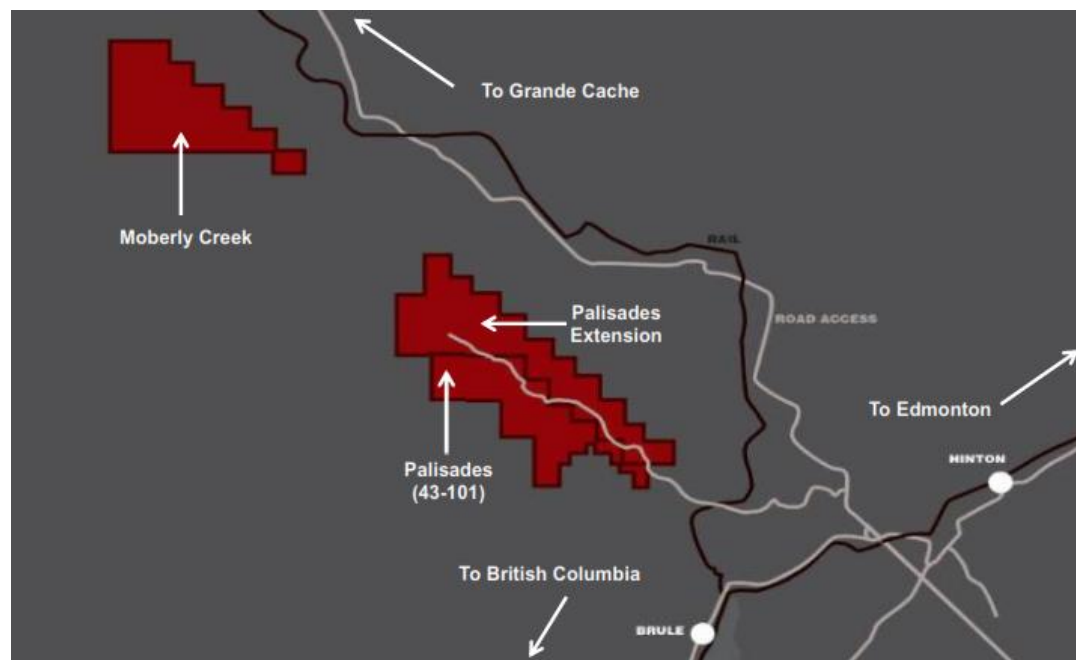 To Grande Cache
Moberly Creek
RAIL
Palisades
Extension
ROAD ACCESS
To Edmonton
HINTON
Palisades
(43-101)
To British Columbia
BRULE